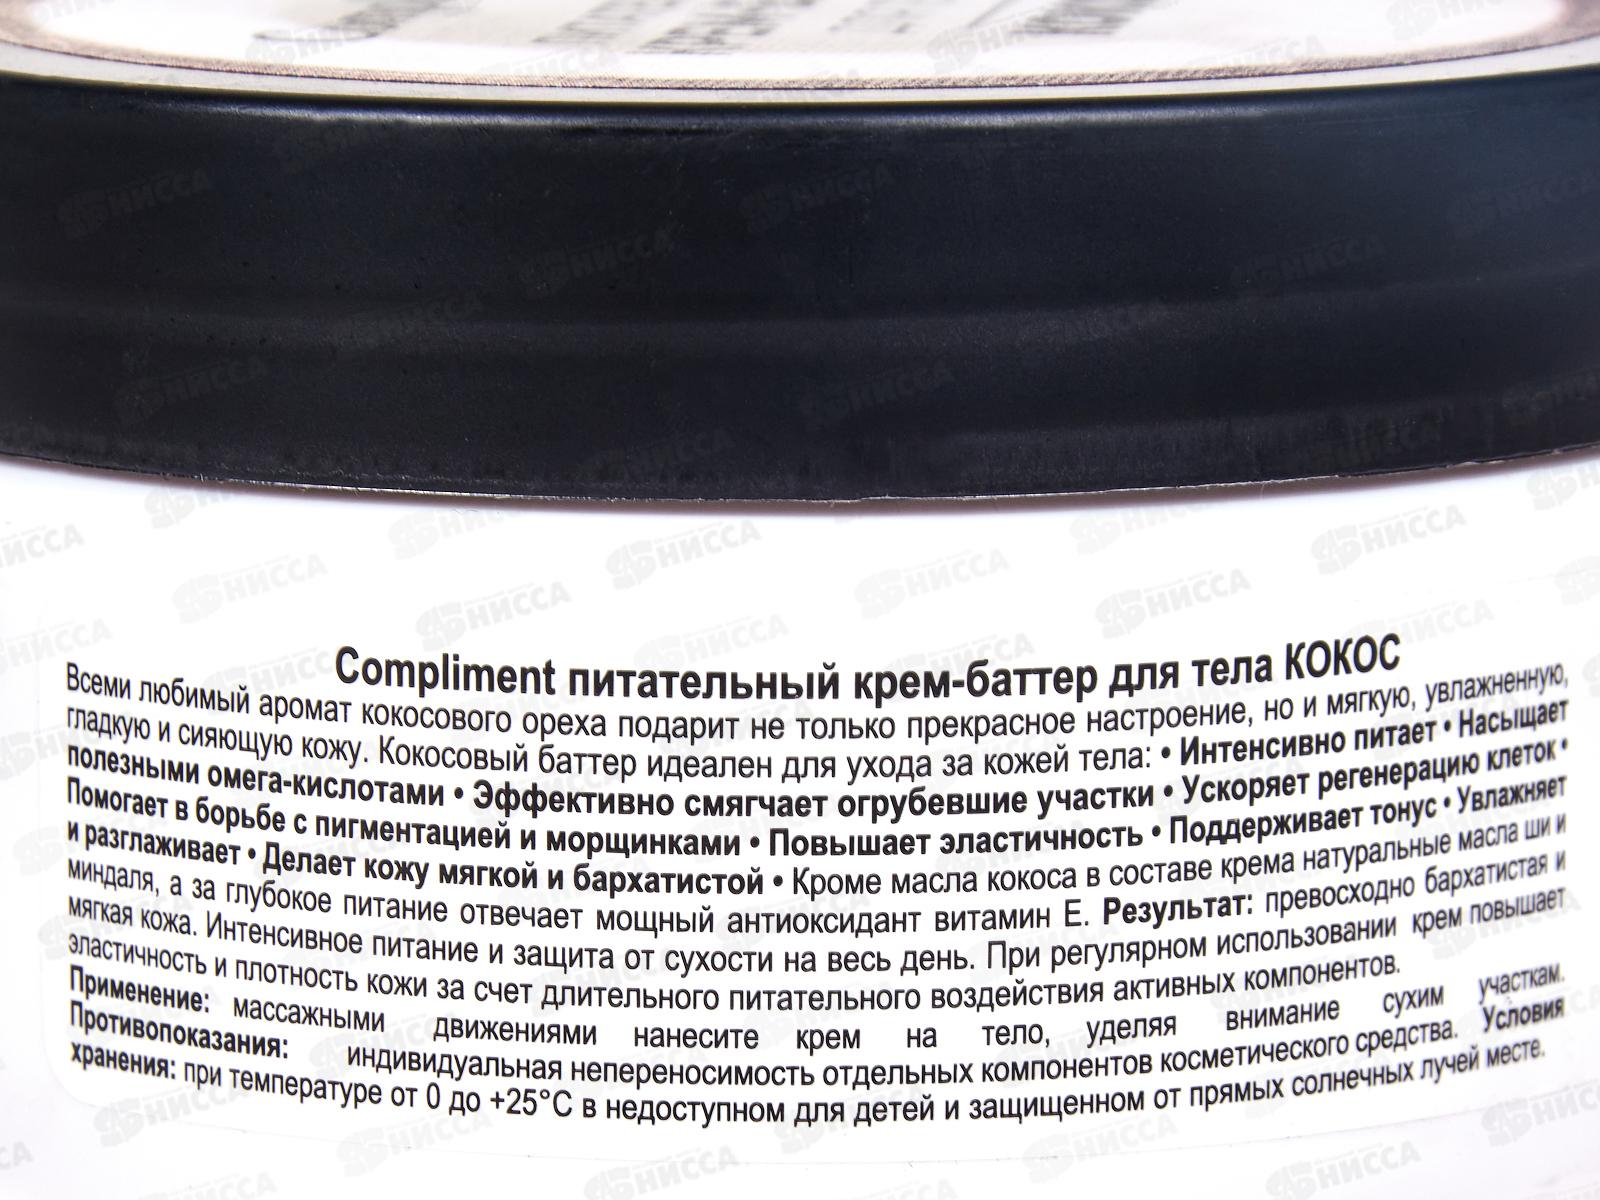 Compliment питательный крем-баттер для тела КОКОС
Всеми любимый аромат кокосового ореха подарит не только прекрасное настроение, но и мягкую, увлажненную,
гладкую и сияющую кожу. Кокосовый баттер идеален для ухода за кожей тела: • Интенсивно питает • Насыщает
полезными омега-кислотами • Эффективно смягчает огрубевшие участки • Ускоряет регенерацию клеток •
Помогает в борьбе с пигментацией и морщинками • Повышает эластичность • Поддерживает тонус • Увлажняет
и разглаживает • Делает кожу мягкой и бархатистой • Кроме масла кокоса в составе крема натуральные масла ши и
миндаля, а за глубокое питание отвечает мощный антиоксидант витамин Е. Результат: превосходно бархатистая и
мягкая кожа. Интенсивное питание и защита от сухости на весь день. При регулярном использовании крем повышает
эластичность и плотность кожи за счет длительного питательного воздействия активных компонентов.
Применение: массажными движениями нанесите крем на тело, уделяя внимание сухим участкам.
Противопоказания: индивидуальная непереносимость отдельных компонентов косметического средства. Условия
хранения: при температуре от 0 до +25°С в недоступном для детей и защищенном от прямых солнечных лучей месте.